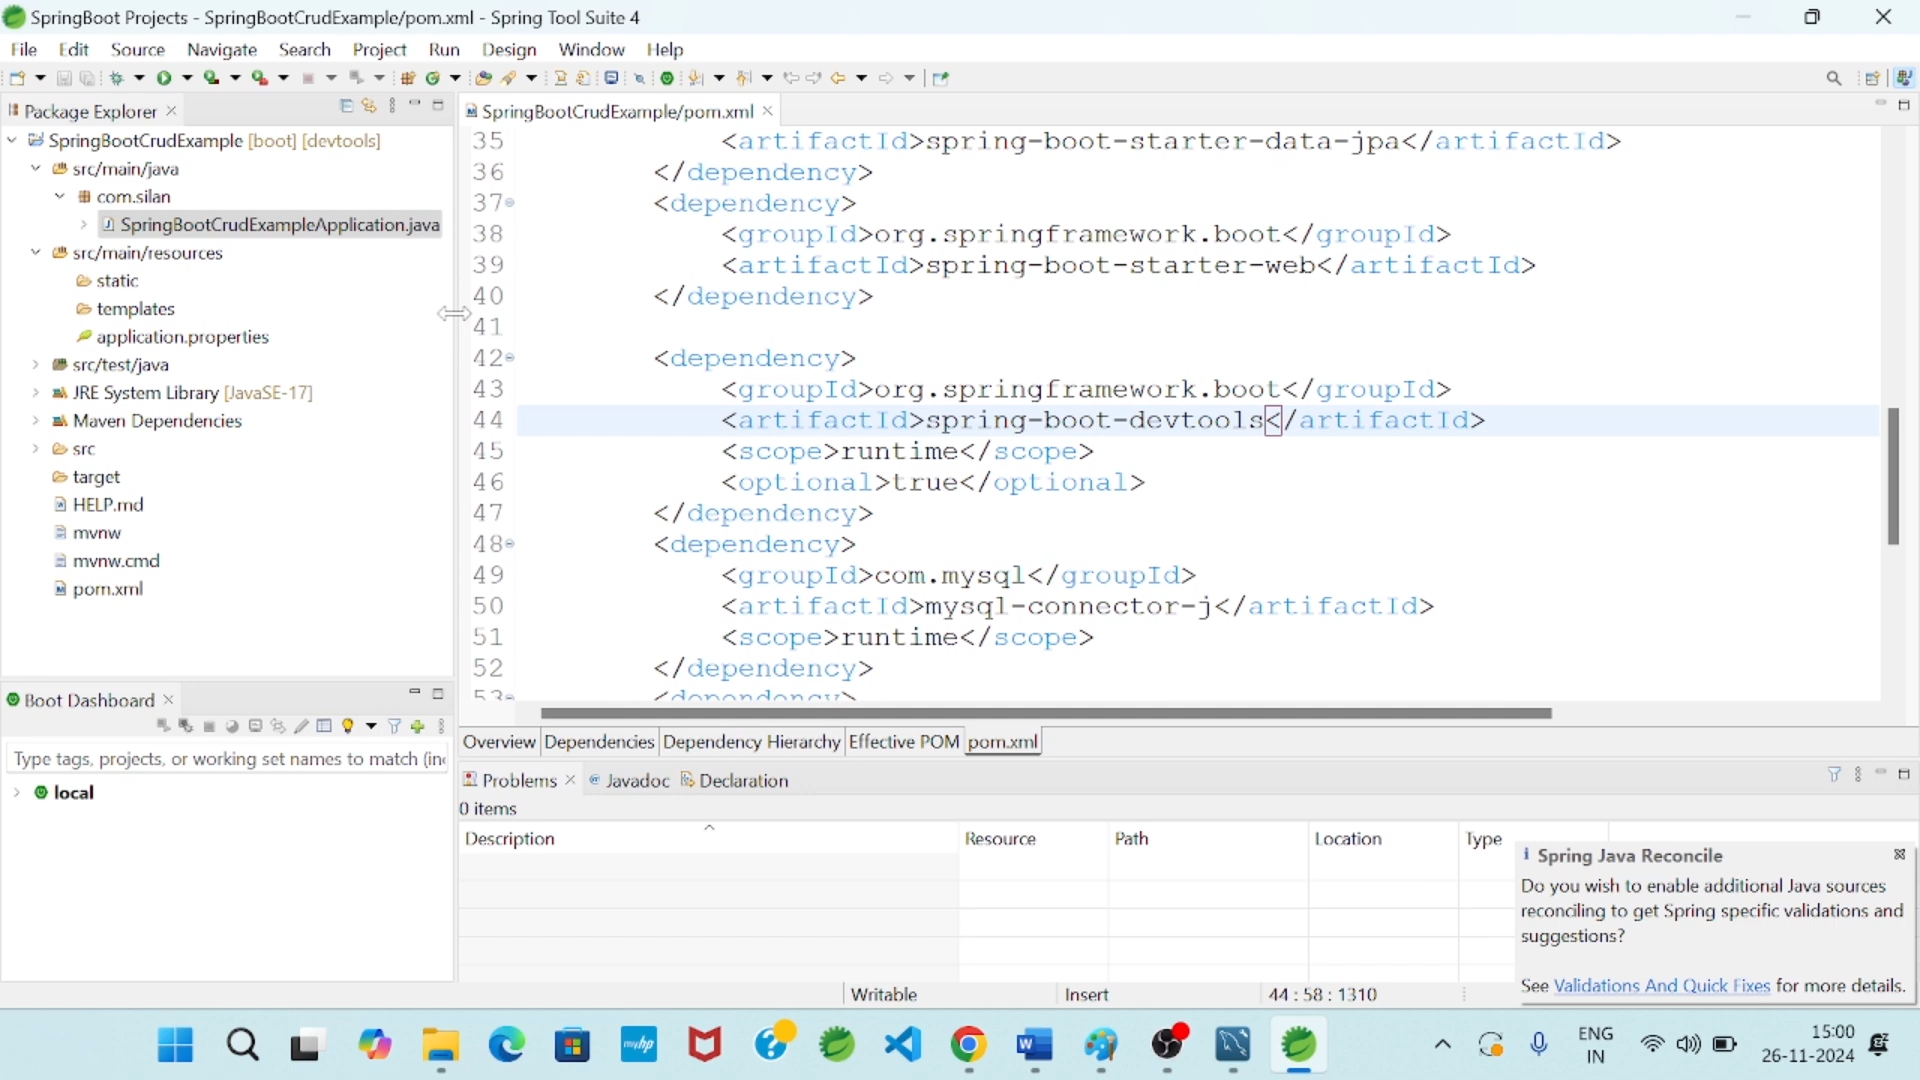 SpringBoot Projects - SpringBootCrudExample/pom.xml - Spring Tool Suite 4
File Edit Source Navigate Search Project Run Design Window Help
Package Explorer
SpringBootCrudExample [boot] [devtools]
src/main/java
com.silan
SpringBootCrudExampleApplication.java
src/main/resources
static
templates
application.properties
src/test/java
JRE System Library [JavaSE-17]
Maven Dependencies
src
target
HELP.md
mvnw
mvnw.cmd
pom.xml
Boot Dashboard
Type tags, projects, or working set names to match (in
local
SpringBootCrudExample/pom.xml
35 <artifactId>spring-boot-starter-data-jpa</artifactId>
36 </dependency>
37 <dependency>
38 <groupId>org.springframework.boot</groupId>
39 <artifactId>spring-boot-starter-web</artifactId>
40 </dependency>
41
42 <dependency>
43 <groupId>org.springframework.boot</groupId>
44 <artifactId>spring-boot-devtools</artifactId>
45 <scope>runtime</scope>
46 <optional>true</optional>
47 </dependency>
48 <dependency>
49 <groupId>com.mysql</groupId>
50 <artifactId>mysql-connector-j</artifactId>
51 <scope>runtime</scope>
52 </dependency>
53 <dependency>
Overview Dependencies Dependency Hierarchy Effective POM pom.xml
Problems @ Javadoc Declaration
0 items
Description Resource Path Location Type
Spring Java Reconcile
Do you wish to enable additional Java sources
reconciling to get Spring specific validations and
suggestions?
See Validations And Quick Fixes for more details.
Writable Insert 44 : 58 : 1310
myhp
ENG
IN
15:00
26-11-2024